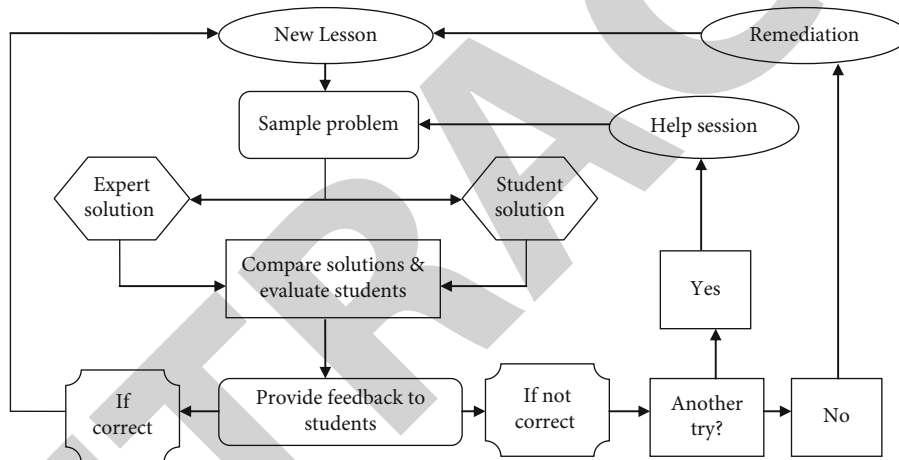 New Lesson
Remediation
Sample problem
Help session
Expert
solution
Student
solution
Compare solutions &
evaluate students
Yes
If
correct
Provide feedback to
students
If not
correct
Another
try?
No